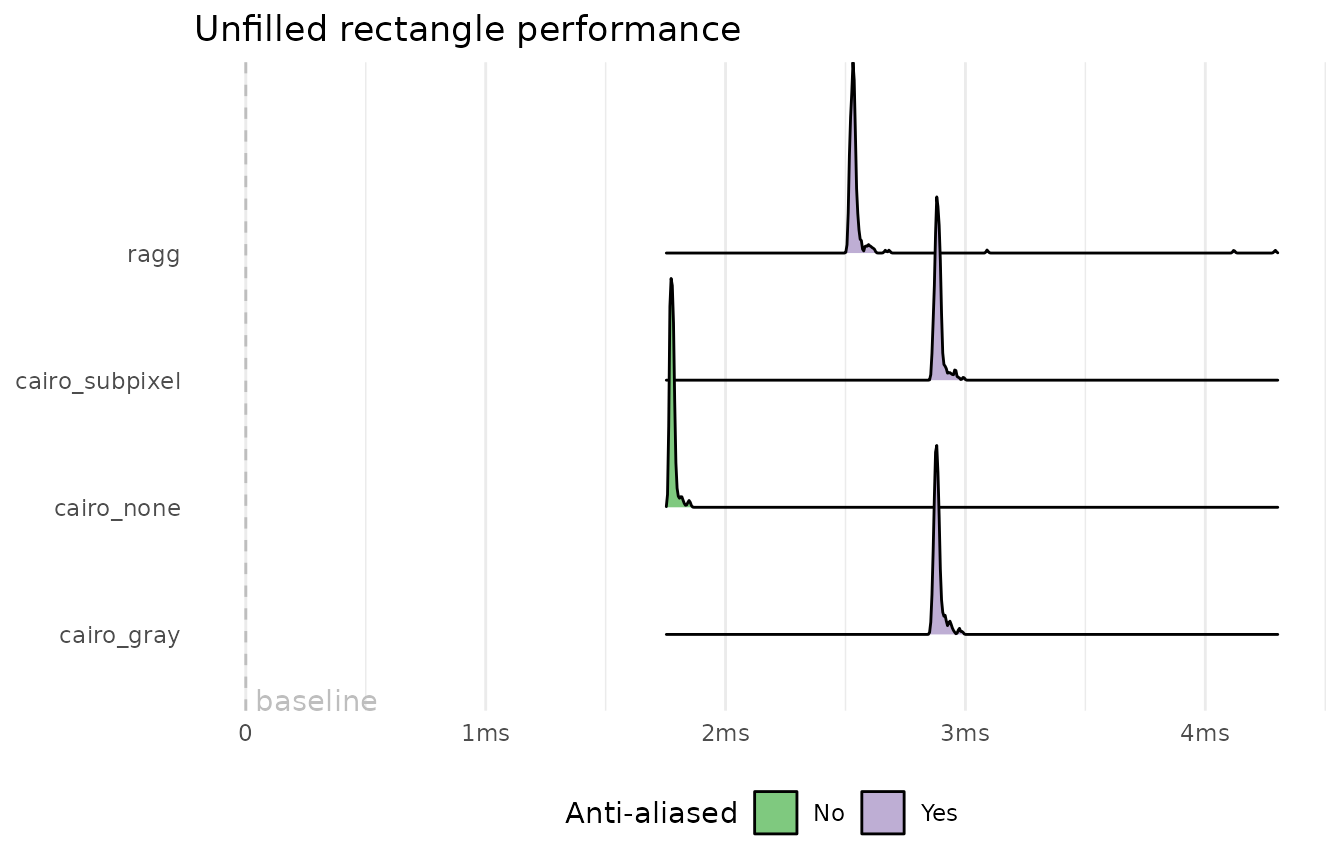 Unfilled rectangle performance
ragg
cairo_subpixel
cairo_none
cairo_gray
baseline
0 1ms 2ms 3ms 4ms
Anti-aliased No Yes